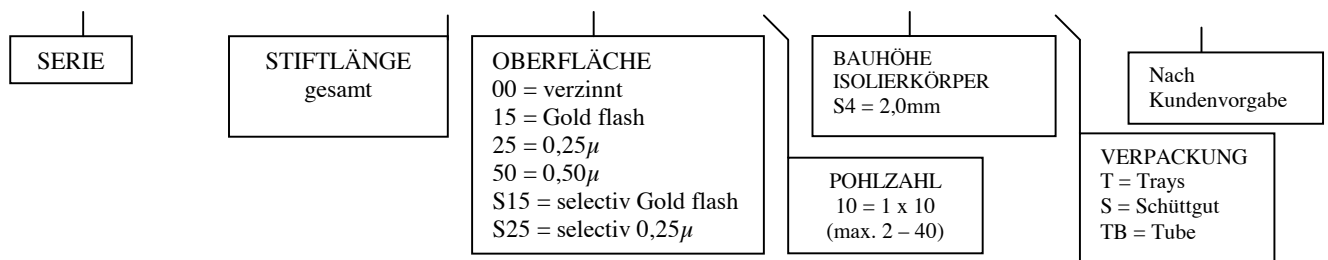 SERIE
STIFTLÄNGE
gesamt
OBERFLÄCHE
00 = verzinnt
15 = Gold flash
25 = 0,25µ
50 = 0,50µ
S15 = selectiv Gold flash
S25 = selectiv 0,25µ
POHLZAHL
10 = 1 x 10
(max. 2 – 40)
BAUHÖHE
ISOLIERKÖRPER
S4 = 2,0mm
VERPACKUNG
T = Trays
S = Schüttgut
TB = Tube
Nach
Kundenvorgabe